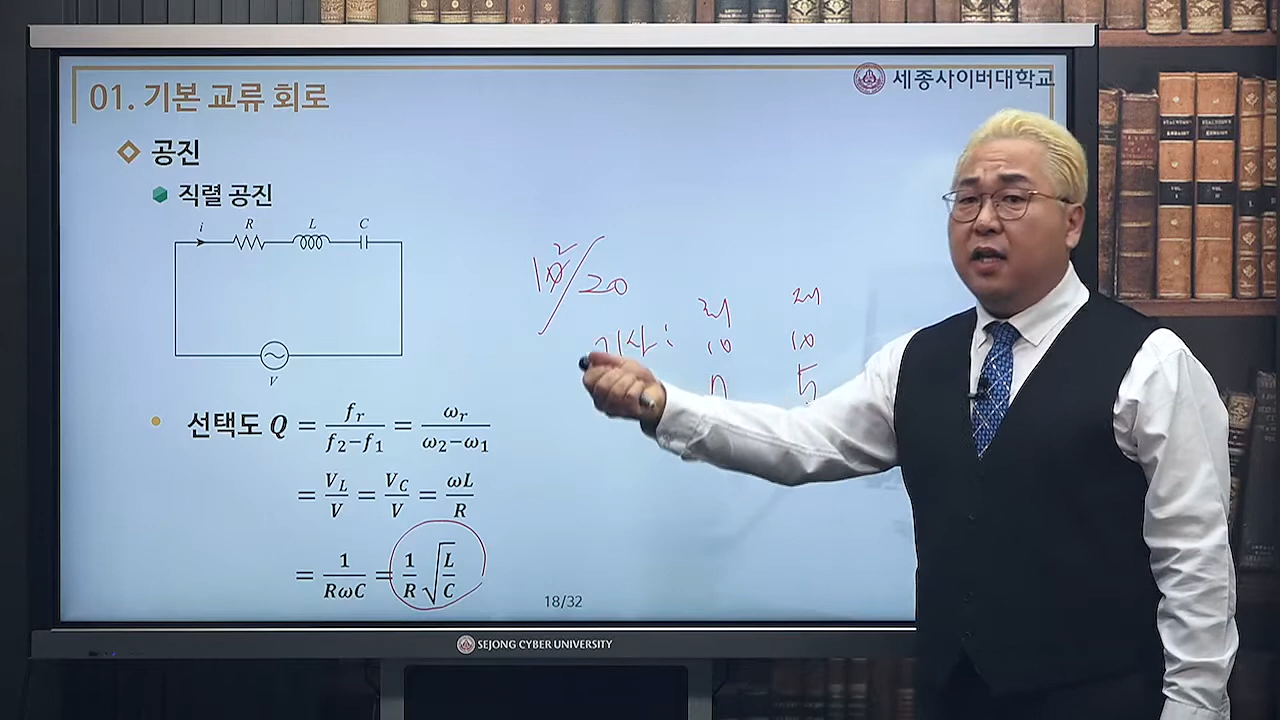 01. 기본 교류 회로
세종사이버대학교
공진
직렬 공진
i R L C
V
선택도 Q = f_r/(f_2−f_1) = ω_r/(ω_2−ω_1)
= V_L/V = V_C/V = ωL/R
= 1/(RωC) = (1/R)√(L/C)
18/32
20
10 10
5
SEJONG CYBER UNIVERSITY